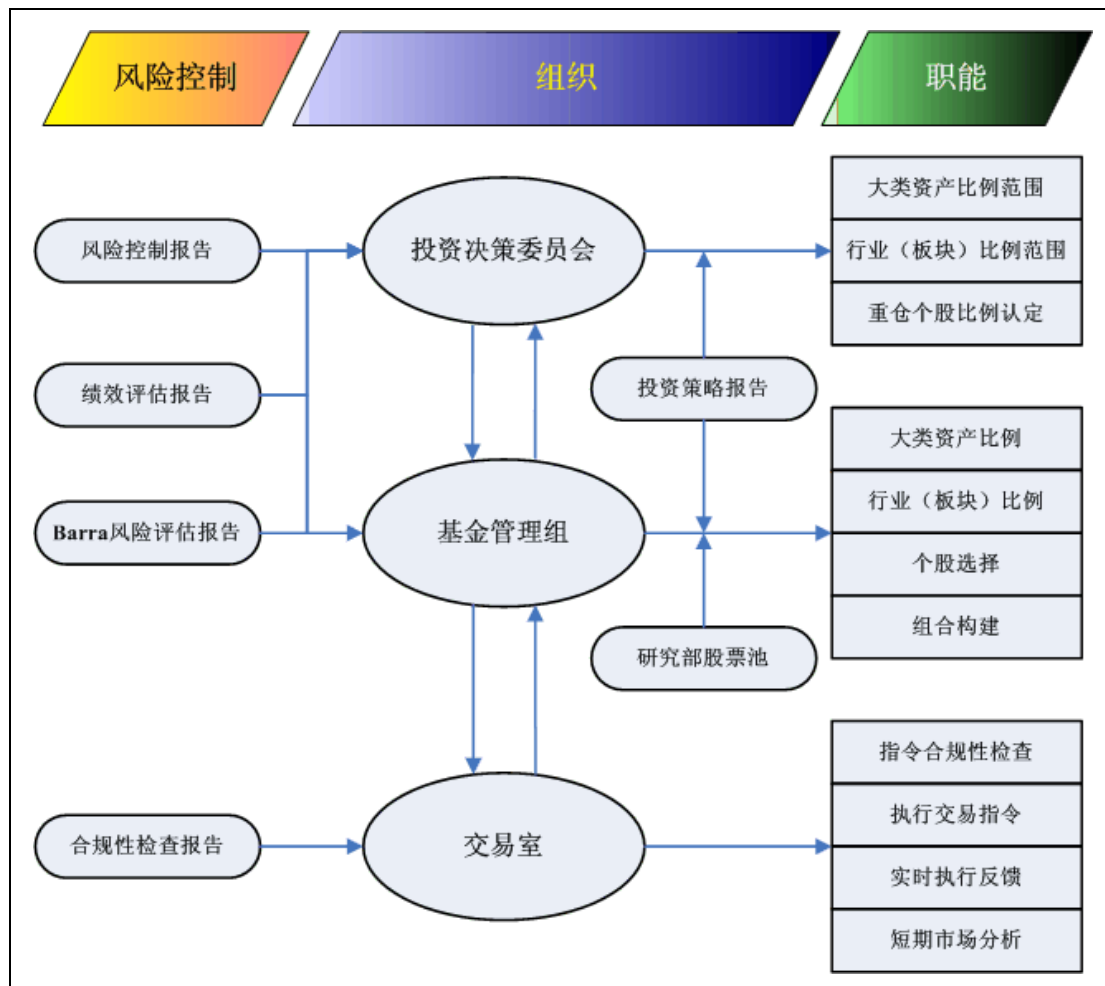 风险控制
组织
职能
大类资产比例范围
风险控制报告
投资决策委员会
行业（板块）比例范围
重仓个股比例认定
绩效评估报告
投资策略报告
大类资产比例
行业（板块）比例
Barra风险评估报告
基金管理组
个股选择
组合构建
研究部股票池
指令合规性检查
执行交易指令
合规性检查报告
交易室
实时执行反馈
短期市场分析